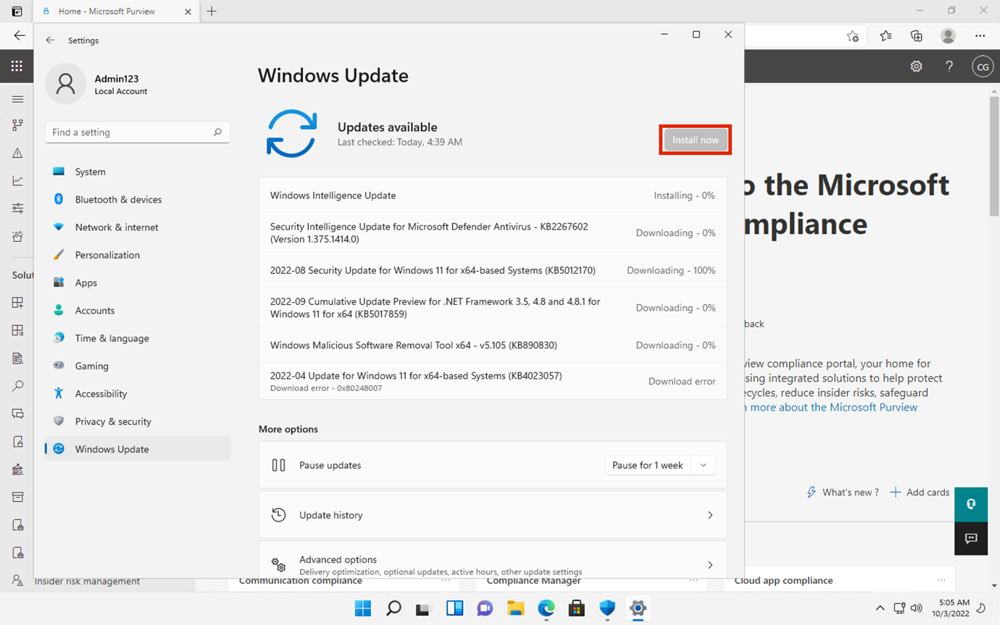 Home - Microsoft Purview
Settings
Admin123
Local Account
Find a setting
System
Bluetooth & devices
Network & internet
Personalization
Apps
Accounts
Time & language
Gaming
Accessibility
Privacy & security
Windows Update
Windows Update
Updates available
Last checked: Today, 4:39 AM
Install now
Windows Intelligence Update
Installing - 0%
Security Intelligence Update for Microsoft Defender Antivirus - KB2267602
(Version 1.375.1414.0)
Downloading - 0%
2022-08 Security Update for Windows 11 for x64-based Systems (KB5012170)
Downloading - 100%
2022-09 Cumulative Update Preview for .NET Framework 3.5, 4.8 and 4.8.1 for
Windows 11 for x64 (KB5017859)
Downloading - 0%
Windows Malicious Software Removal Tool x64 - v5.105 (KB890830)
Downloading - 0%
2022-04 Update for Windows 11 for x64-based Systems (KB4023057)
Download error - 0x80248007
Download error
More options
Pause updates
Pause for 1 week
Update history
Advanced options
Delivery optimization, optional updates, active hours, other update settings
CG
Solut
o the Microsoft
mpliance
back
view compliance portal, your home for
sing integrated solutions to help protect
ecycles, reduce insider risks, safeguard
n more about the Microsoft Purview
What's new ?
Add cards
Insider risk management
Communication compliance
Compliance Manager
Cloud app compliance
5:05 AM
10/3/2022